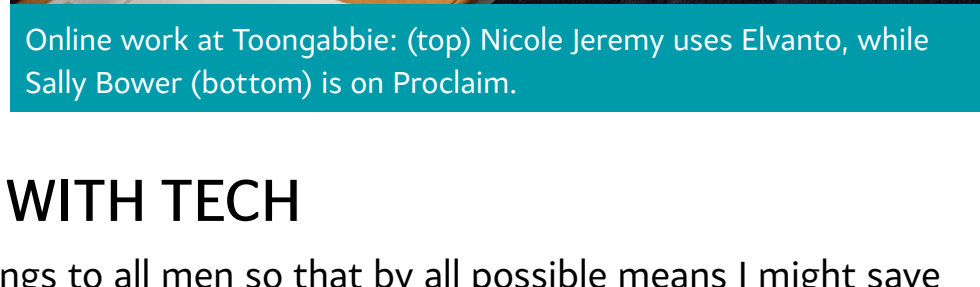 Online work at Toongabbie: (top) Nicole Jeremy uses Elvanto, while
Sally Bower (bottom) is on Proclaim.
WITH TECH
ngs to all men so that by all possible means I might save